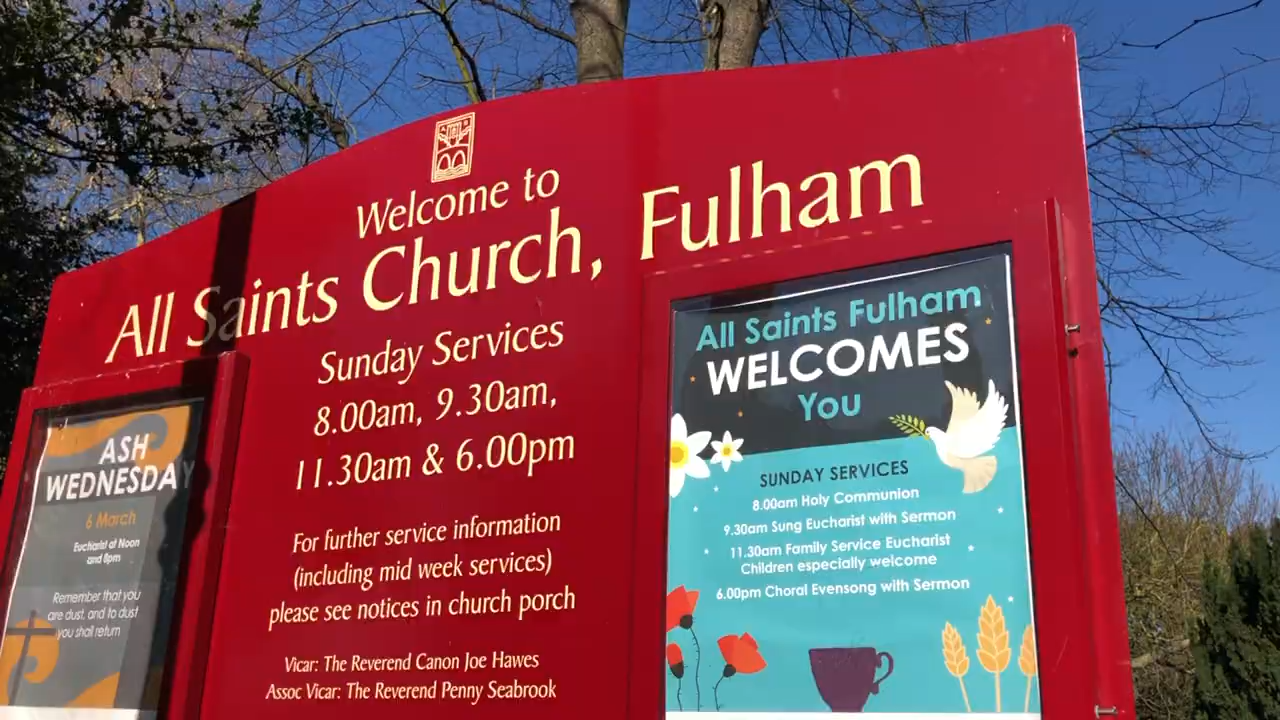 Welcome to
All Saints Church, Fulham
Sunday Services
8.00am, 9.30am,
11.30am & 6.00pm
For further service information
(including mid week services)
please see notices in church porch
Vicar: The Reverend Canon Joe Hawes
Assoc Vicar: The Reverend Penny Seabrook
ASH
WEDNESDAY
6 March
Eucharist at Noon
and 8pm
Remember that you
are dust, and to dust
you shall return
All Saints Fulham
WELCOMES
You
SUNDAY SERVICES
8.00am Holy Communion
9.30am Sung Eucharist with Sermon
11.30am Family Service Eucharist
Children especially welcome
6.00pm Choral Evensong with Sermon